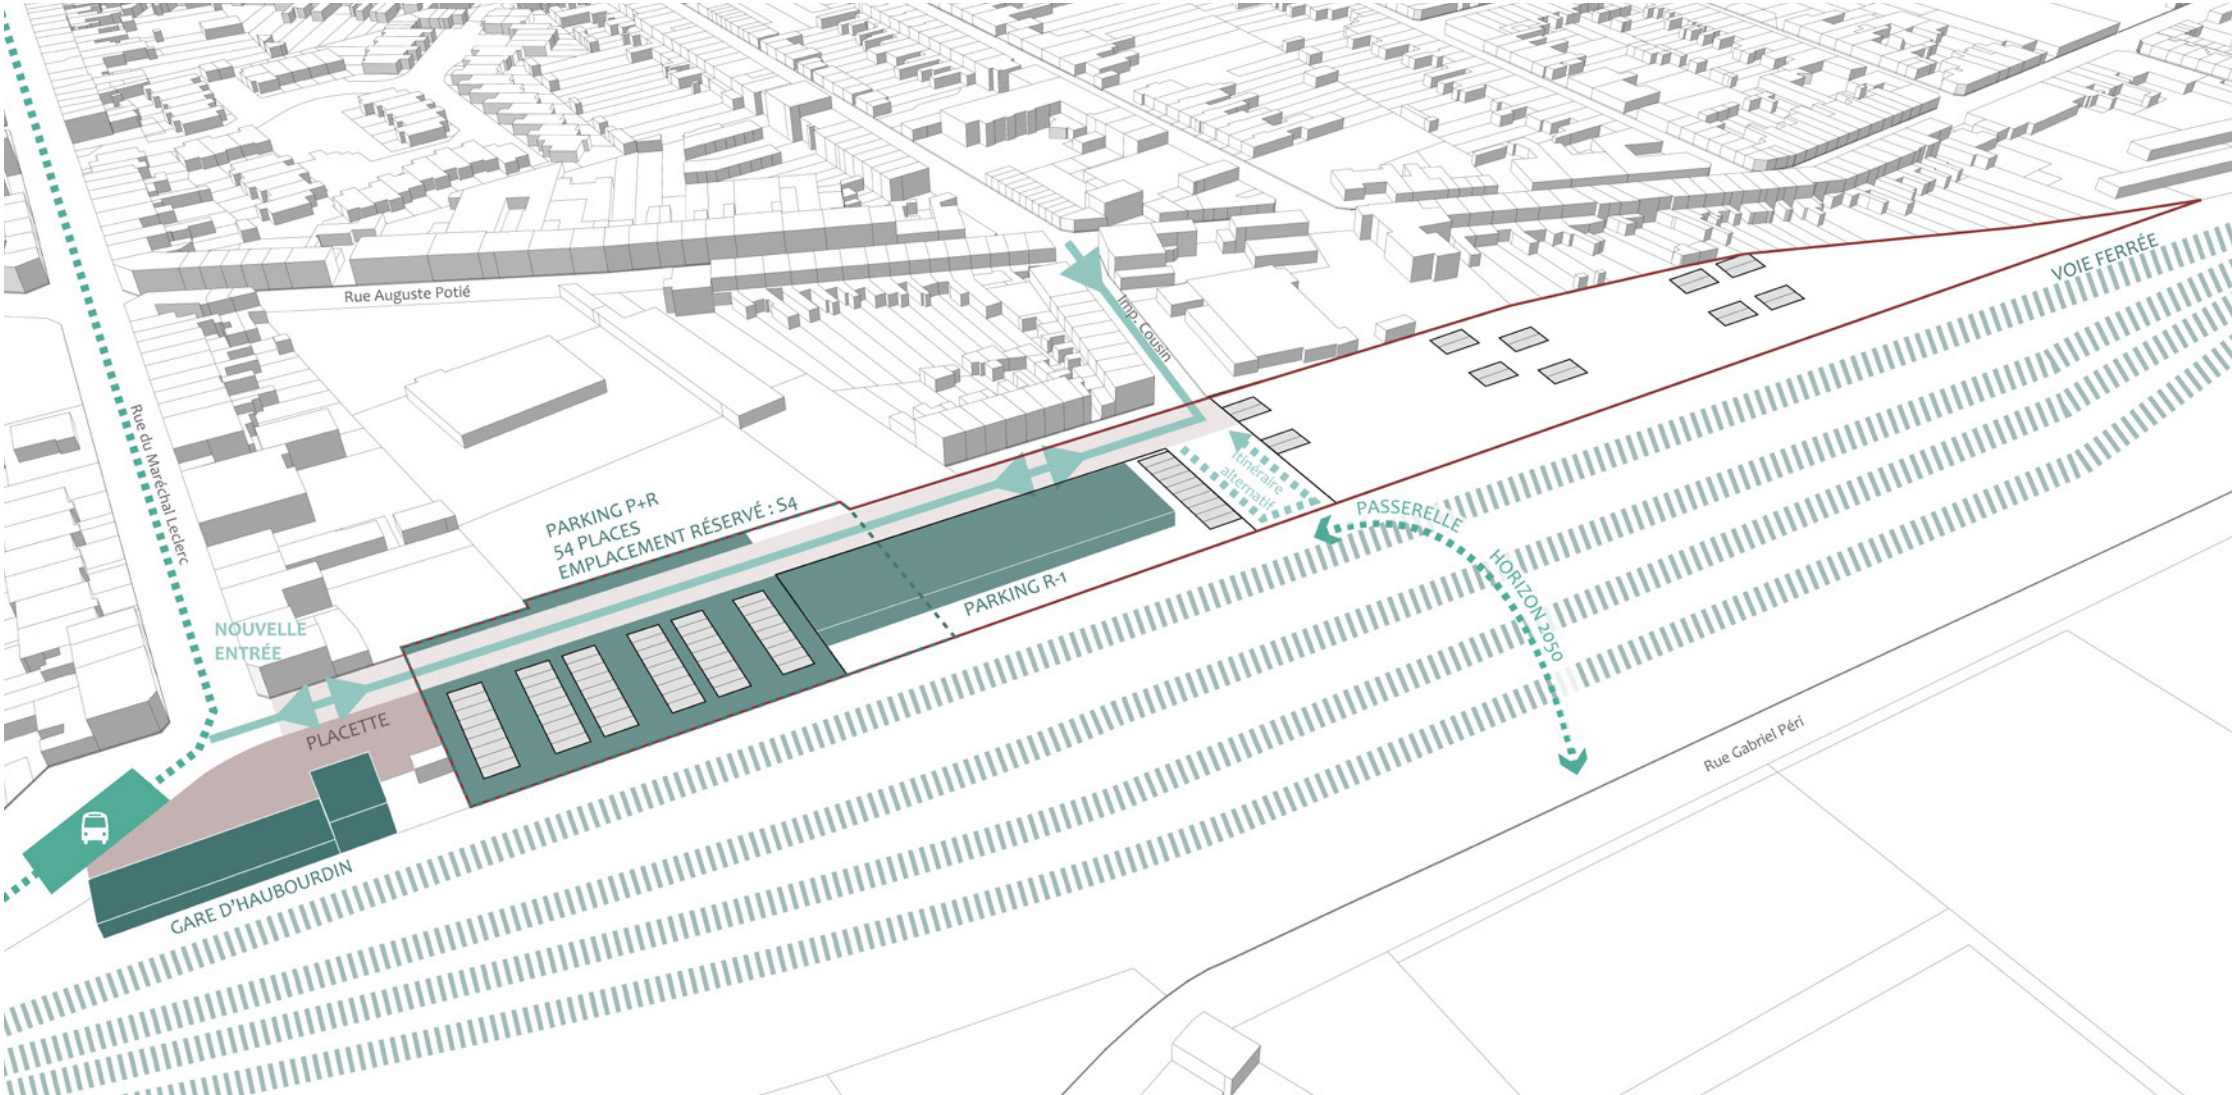 Rue Auguste Potié
VOIE FERRÉE
Imp. Cousin
Rue du Maréchal Leclerc
Itinéraire
alternatif
PARKING P+R
54 PLACES
EMPLACEMENT RÉSERVÉ : S4
PASSERELLE
HORIZON 2050
PARKING R-1
NOUVELLE
ENTRÉE
PLACETTE
Rue Gabriel Péri
GARE D'HAUBOURDIN